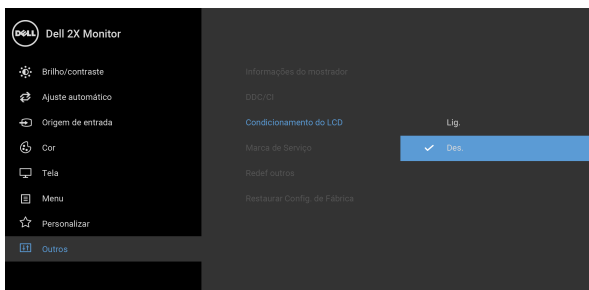 DELL Dell 2X Monitor
Brilho/contraste
Ajuste automático
Origem de entrada
Cor
Tela
Menu
Personalizar
Outros
Informações do mostrador
DDC/CI
Condicionamento do LCD
Marca de Serviço
Redef outros
Restaurar Config. de Fábrica
Lig.
Des.